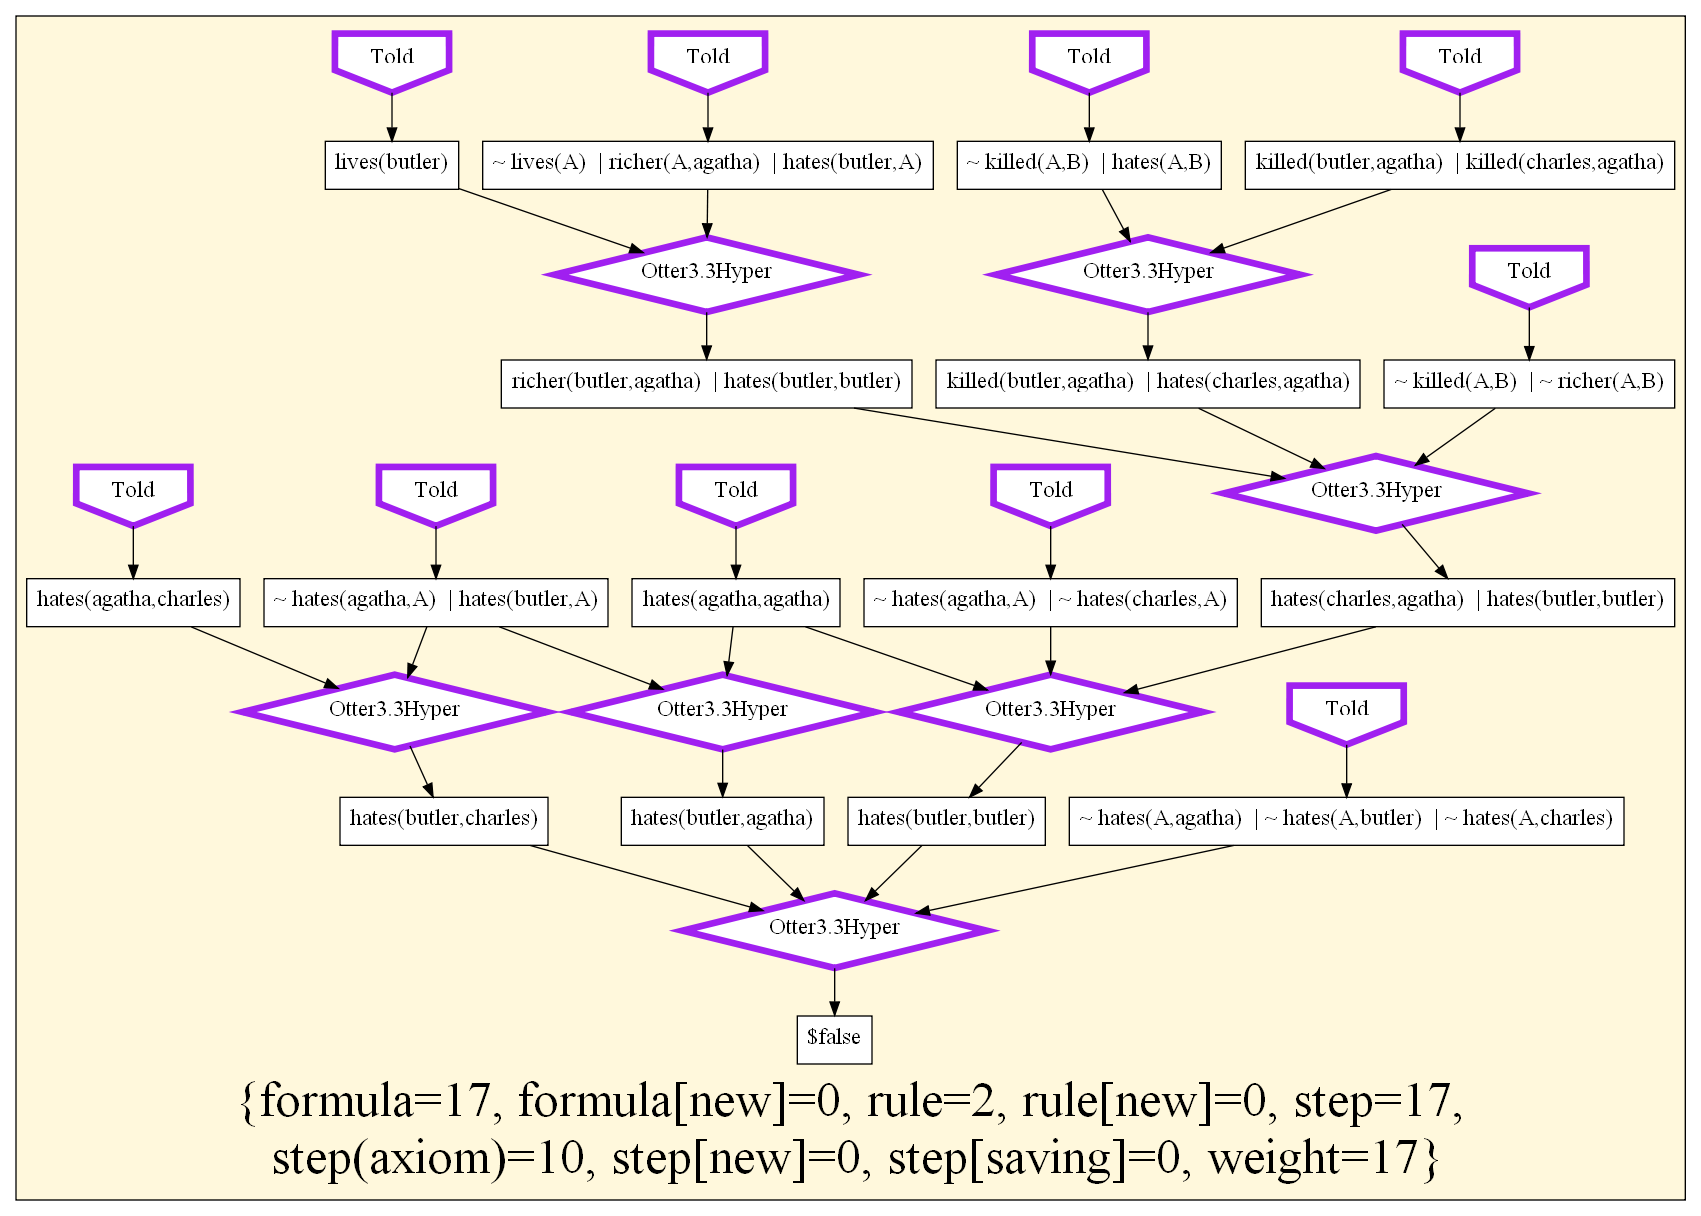 Told
Told
Told
Told
lives(butler)
~ lives(A) | richer(A,agatha) | hates(butler,A)
~ killed(A,B) | hates(A,B)
killed(butler,agatha) | killed(charles,agatha)
Otter3.3Hyper
Otter3.3Hyper
Told
richer(butler,agatha) | hates(butler,butler)
killed(butler,agatha) | hates(charles,agatha)
~ killed(A,B) | ~ richer(A,B)
Told
Told
Told
Told
Otter3.3Hyper
hates(agatha,charles)
~ hates(agatha,A) | hates(butler,A)
hates(agatha,agatha)
~ hates(agatha,A) | ~ hates(charles,A)
hates(charles,agatha) | hates(butler,butler)
Otter3.3Hyper
Otter3.3Hyper
Otter3.3Hyper
Told
hates(butler,charles)
hates(butler,agatha)
hates(butler,butler)
~ hates(A,agatha) | ~ hates(A,butler) | ~ hates(A,charles)
Otter3.3Hyper
$false
{formula=17, formula[new]=0, rule=2, rule[new]=0, step=17,
step(axiom)=10, step[new]=0, step[saving]=0, weight=17}